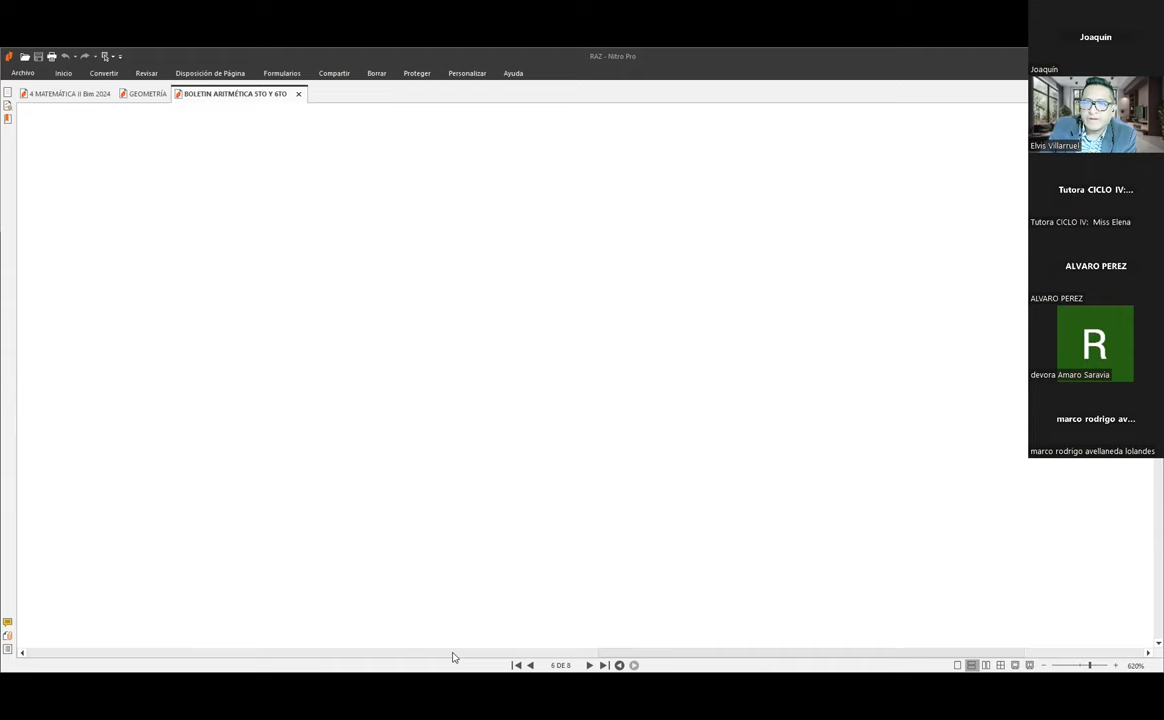 RAZ - Nitro Pro
Archivo Inicio Convertir Revisar Disposición de Página Formularios Compartir Borrar Proteger Personalizar Ayuda
4 MATEMÁTICA II Bim 2024 GEOMETRÍA BOLETIN ARITMÉTICA 5TO Y 6TO
6 DE 8
620%
Joaquin
Joaquín
Elvis Villarruel
Tutora CICLO IV:...
Tutora CICLO IV: Miss Elena
ALVARO PEREZ
ALVARO PEREZ
R
devora Amaro Saravia
marco rodrigo av...
marco rodrigo avellaneda lolandes